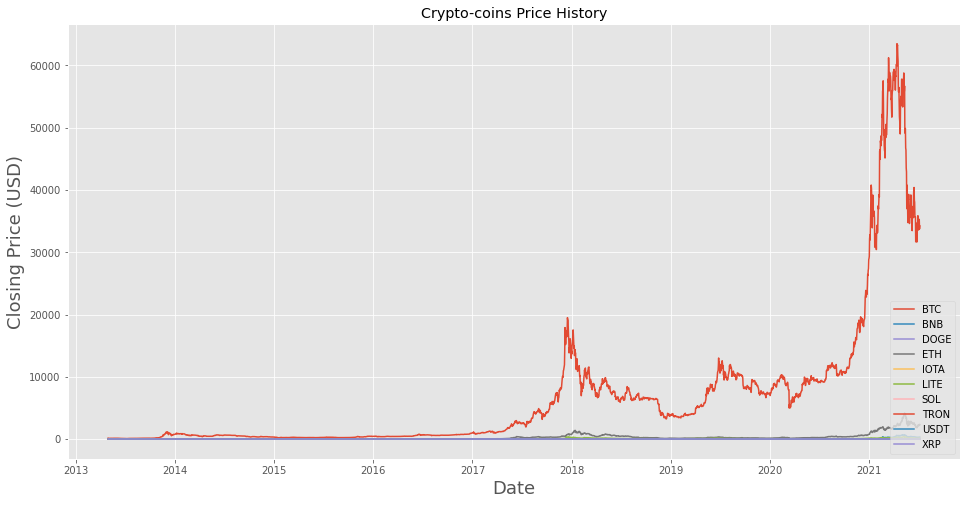 Crypto-coins Price History
Closing Price (USD)
60000
50000
40000
30000
20000
10000
0
BTC
BNB
DOGE
ETH
IOTA
LITE
SOL
TRON
USDT
XRP
2013 2014 2015 2016 2017 2018 2019 2020 2021
Date